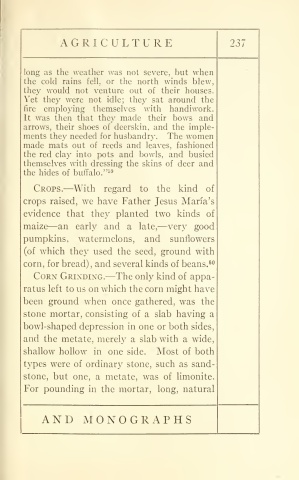 AGRICULTURE
237
long as the weather was not severe, but when
the cold rains fell, or the north winds blew,
they would not venture out of their houses.
Yet they were not idle; they sat around the
fire employing themselves with handiwork.
It was then that they made their bows and
arrows, their shoes of deerskin, and the imple-
ments they needed for husbandry. The women
made mats out of reeds and leaves, fashioned
the red clay into pots and bowls, and busied
themselves with dressing the skins of deer and
the hides of buffalo."⁵⁹
CROPS.—With regard to the kind of
crops raised, we have Father Jesus María's
evidence that they planted two kinds of
maize—an early and a late,—very good
pumpkins, watermelons, and sunflowers
(of which they used the seed, ground with
corn, for bread), and several kinds of beans.⁶⁰
CORN GRINDING.—The only kind of appa-
ratus left to us on which the corn might have
been ground when once gathered, was the
stone mortar, consisting of a slab having a
bowl-shaped depression in one or both sides,
and the metate, merely a slab with a wide,
shallow hollow in one side. Most of both
types were of ordinary stone, such as sand-
stone, but one, a metate, was of limonite.
For pounding in the mortar, long, natural
AND MONOGRAPHS